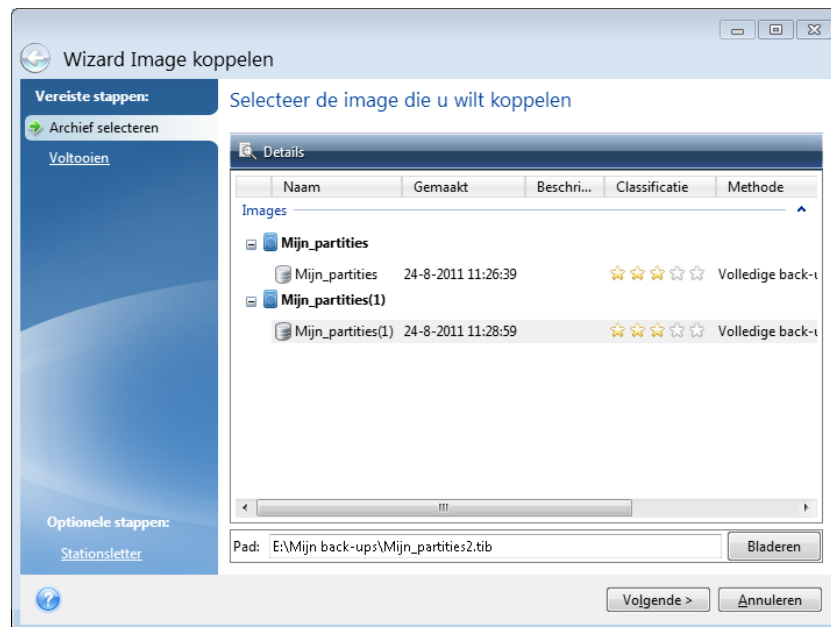 Wizard Image koppelen
Vereiste stappen:
Archief selecteren
Voltooien
Optionele stappen:
Stationsletter
Selecteer de image die u wilt koppelen
Details
Naam Gemaakt Beschri... Classificatie Methode
Images
Mijn_partities
Mijn_partities 24-8-2011 11:26:39 Volledige back-u
Mijn_partities(1)
Mijn_partities(1) 24-8-2011 11:28:59 Volledige back-u
Pad: E:\Mijn back-ups\Mijn_partities2.tib Bladeren
Volgende > Annuleren